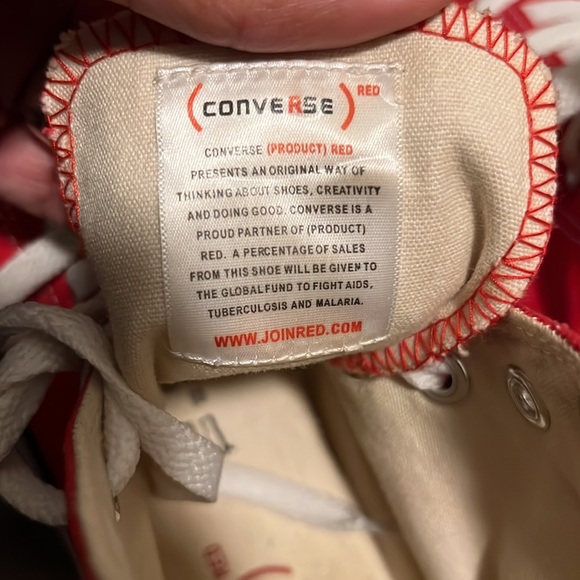 (CONVERSE) RED
CONVERSE (PRODUCT) RED
PRESENTS AN ORIGINAL WAY OF
THINKING ABOUT SHOES, CREATIVITY
AND DOING GOOD. CONVERSE IS A
PROUD PARTNER OF (PRODUCT)
RED. A PERCENTAGE OF SALES
FROM THIS SHOE WILL BE GIVEN TO
THE GLOBAL FUND TO FIGHT AIDS,
TUBERCULOSIS AND MALARIA.
WWW.JOINRED.COM